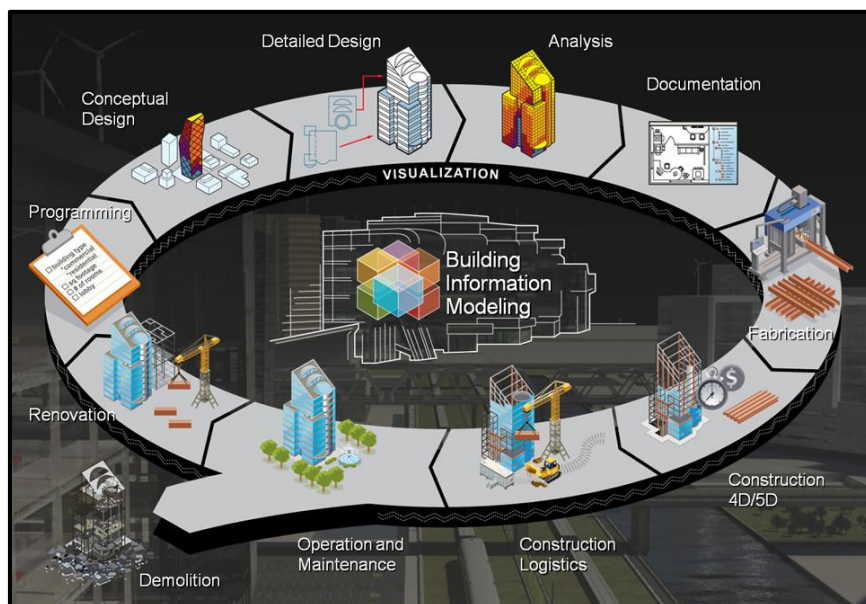 Detailed Design
Analysis
Documentation
Conceptual
Design
VISUALIZATION
Programming
building type
*commercial
*residential
sq footage
# of rooms
lobby
Building
Information
Modeling
Fabrication
Renovation
$
Construction
4D/5D
Operation and
Maintenance
Construction
Logistics
Demolition